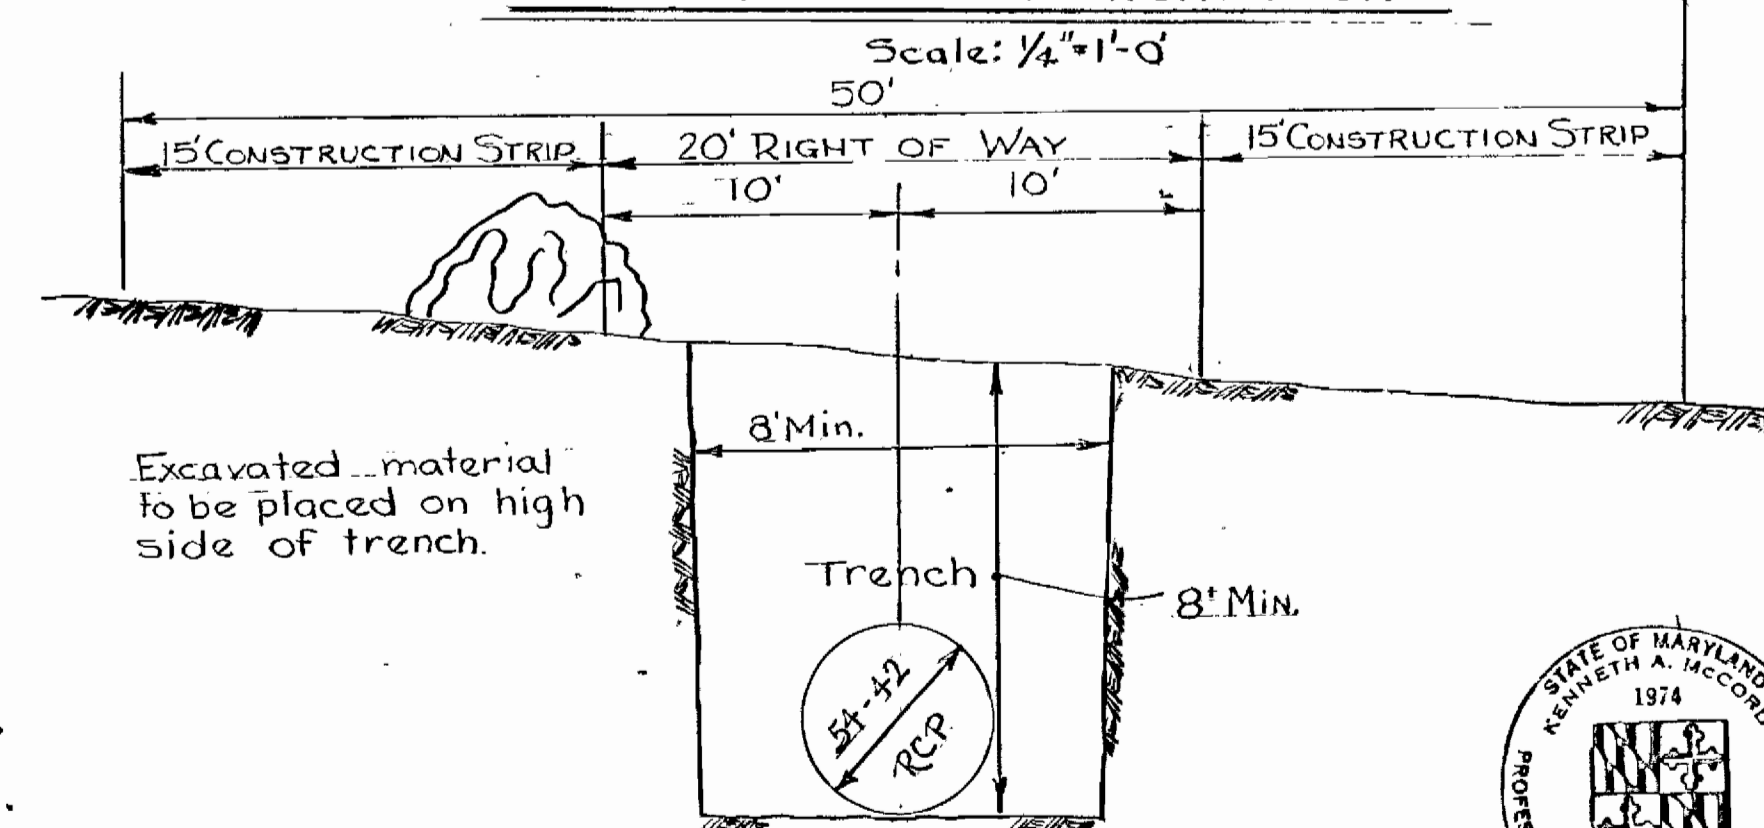 Scale: 1/4"=1'-0'
50'
15' CONSTRUCTION STRIP
20' RIGHT OF WAY
15' CONSTRUCTION STRIP
10'
10'
8' Min.
Excavated material
to be placed on high
side of trench.
Trench
8' MIN.
54-42
RCP.
STATE OF MARYLAND
KENNETH A. McCORD
1974